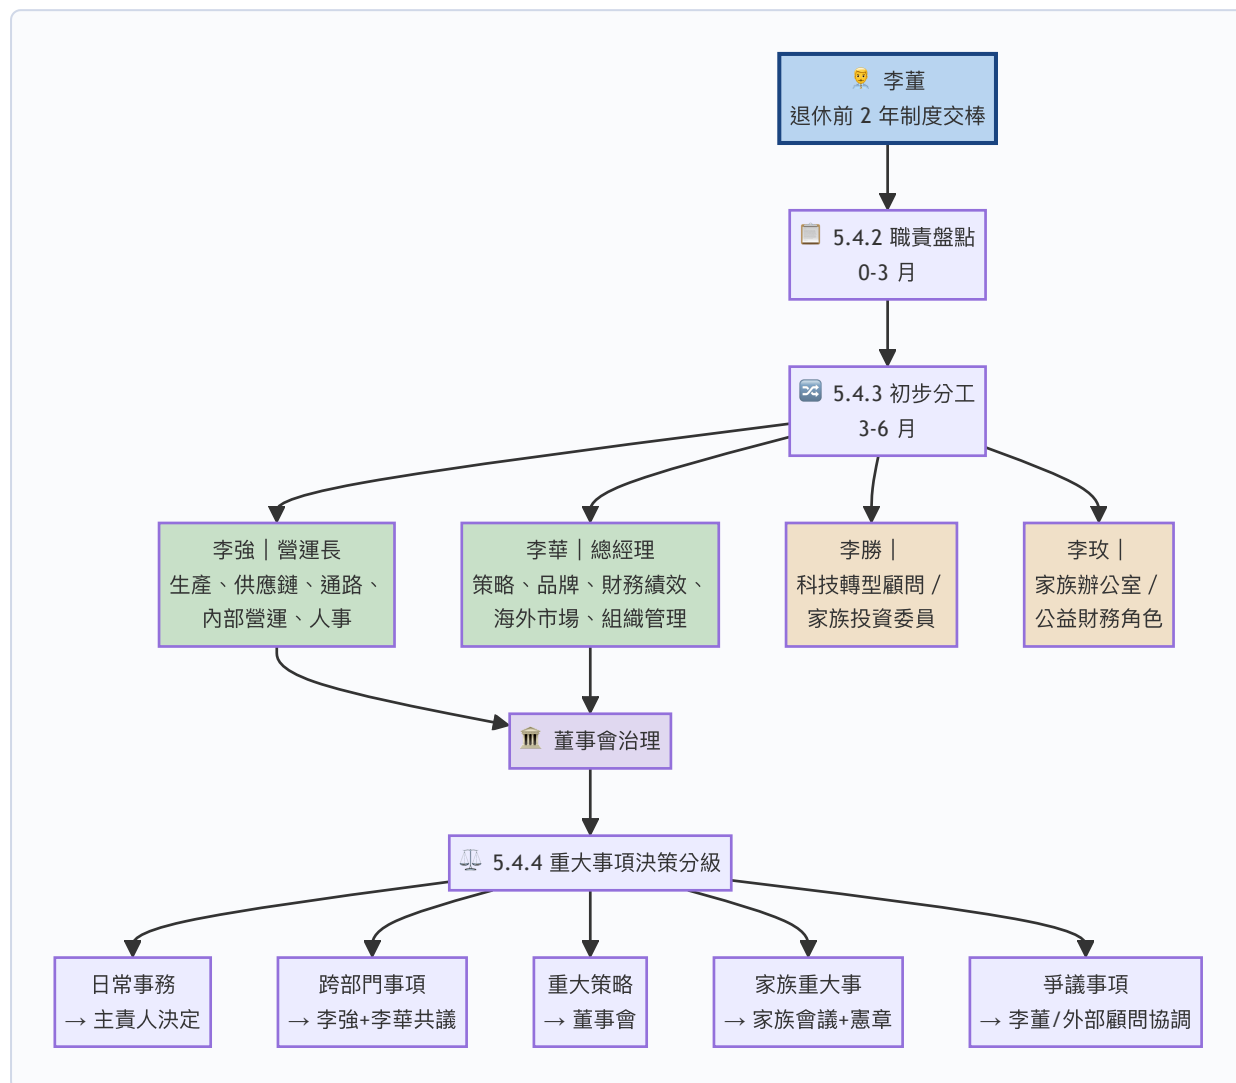 李董
退休前 2 年制度交棒
5.4.2 職責盤點
0-3 月
5.4.3 初步分工
3-6 月
李強｜營運長
生產、供應鏈、通路、
內部營運、人事
李華｜總經理
策略、品牌、財務績效、
海外市場、組織管理
李勝｜
科技轉型顧問 /
家族投資委員
李玫｜
家族辦公室 /
公益財務角色
董事會治理
5.4.4 重大事項決策分級
日常事務
→ 主責人決定
跨部門事項
→ 李強+李華共議
重大策略
→ 董事會
家族重大事
→ 家族會議+憲章
爭議事項
→ 李董/外部顧問協調